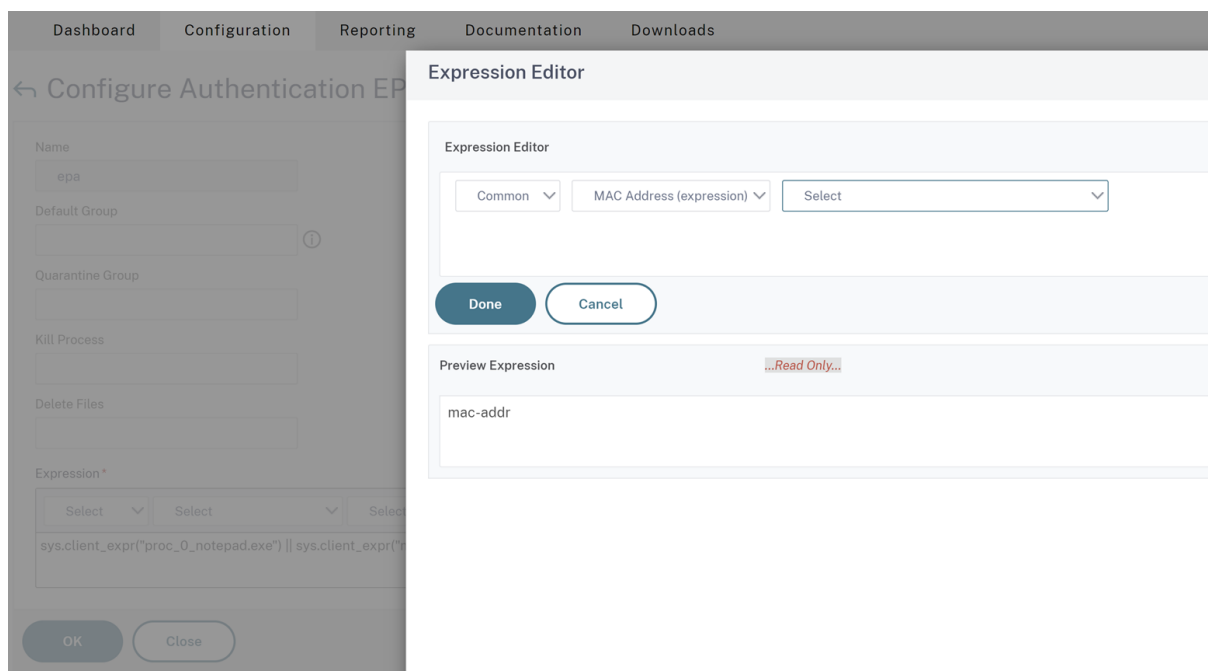 Dashboard Configuration Reporting Documentation Downloads
Configure Authentication EP
Name
epa
Default Group
Quarantine Group
Kill Process
Delete Files
Expression*
Select Select Select
sys.client_expr("proc_0_notepad.exe") || sys.client_expr("
OK Close
Expression Editor
Expression Editor
Common MAC Address (expression) Select
Done Cancel
Preview Expression ...Read Only...
mac-addr